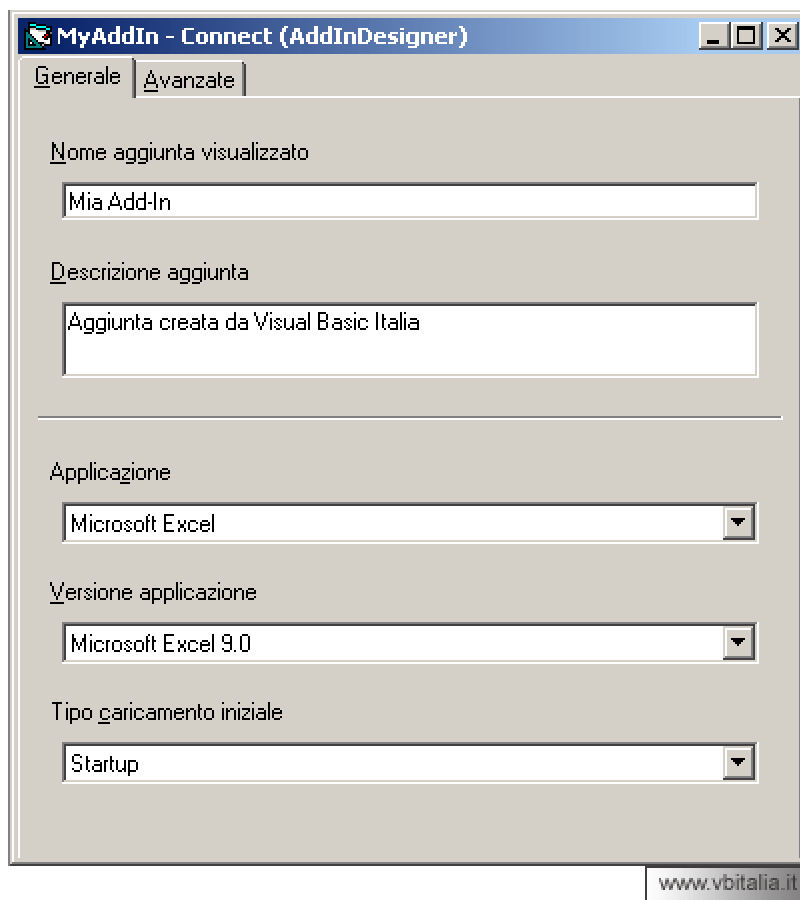 MyAddIn - Connect (AddInDesigner)
Generale
Avanzate
Nome aggiunta visualizzato
Mia Add-In
Descrizione aggiunta
Aggiunta creata da Visual Basic Italia
Applicazione
Microsoft Excel
Versione applicazione
Microsoft Excel 9.0
Tipo caricamento iniziale
Startup
www.vbitalia.it